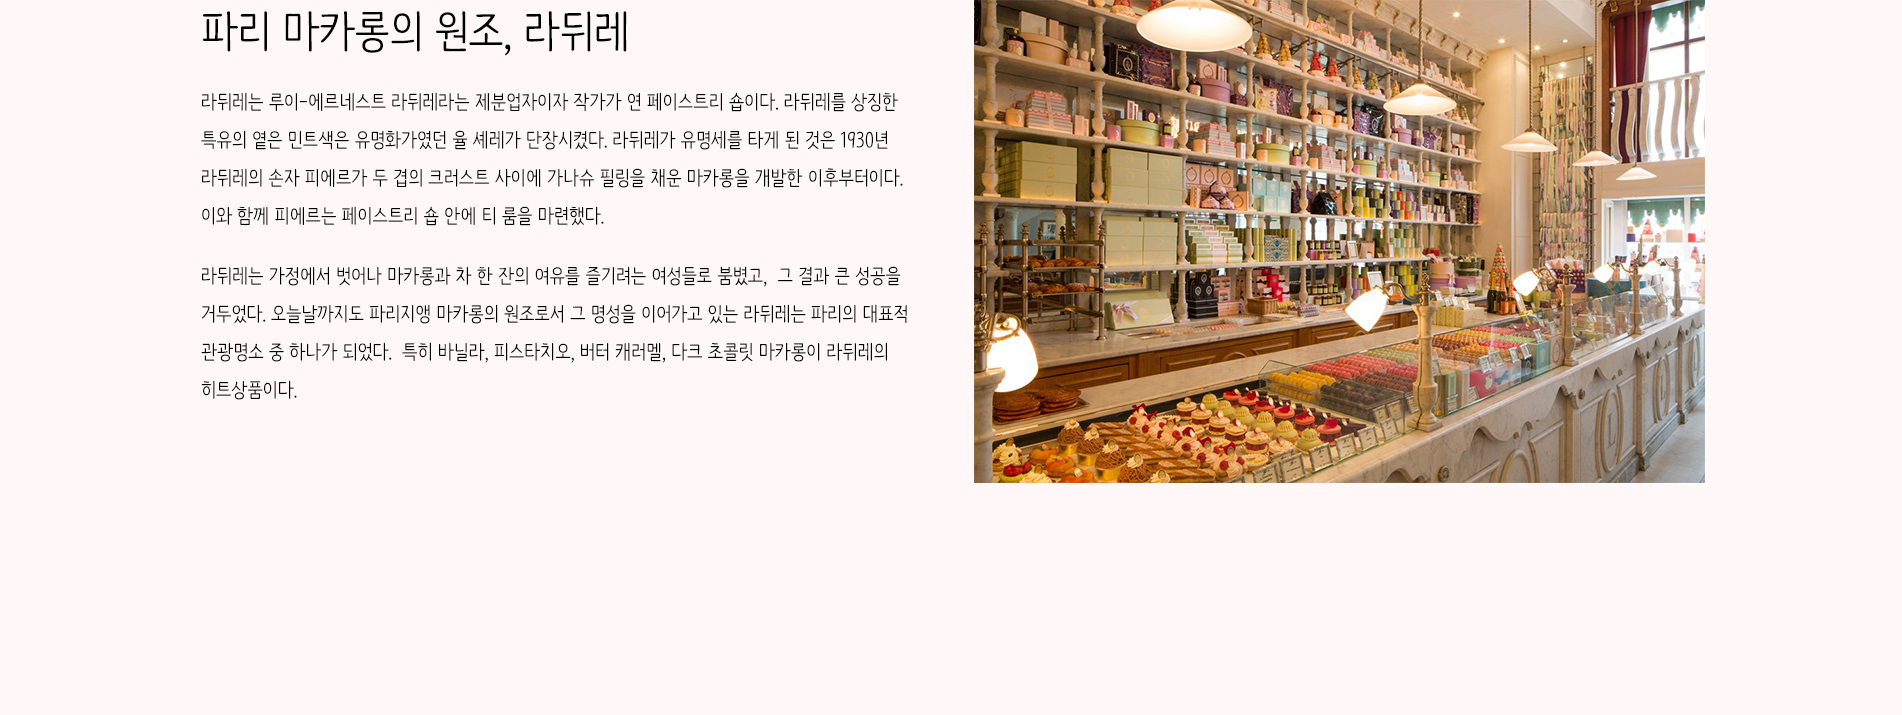 파리 마카롱의 원조, 라뒤레
라뒤레는 루이-에르네스트 라뒤레라는 제분업자이자 작가가 연 페이스트리 숍이다. 라뒤레를 상징한
특유의 옅은 민트색은 유명화가였던 율 셰레가 단장시켰다. 라뒤레가 유명세를 타게 된 것은 1930년
라뒤레의 손자 피에르가 두 겹의 크러스트 사이에 가나슈 필링을 채운 마카롱을 개발한 이후부터이다.
이와 함께 피에르는 페이스트리 숍 안에 티 룸을 마련했다.
라뒤레는 가정에서 벗어나 마카롱과 차 한 잔의 여유를 즐기려는 여성들로 붐볐고,  그 결과 큰 성공을
거두었다. 오늘날까지도 파리지앵 마카롱의 원조로서 그 명성을 이어가고 있는 라뒤레는 파리의 대표적
관광명소 중 하나가 되었다.  특히 바닐라, 피스타치오, 버터 캐러멜, 다크 초콜릿 마카롱이 라뒤레의
히트상품이다.